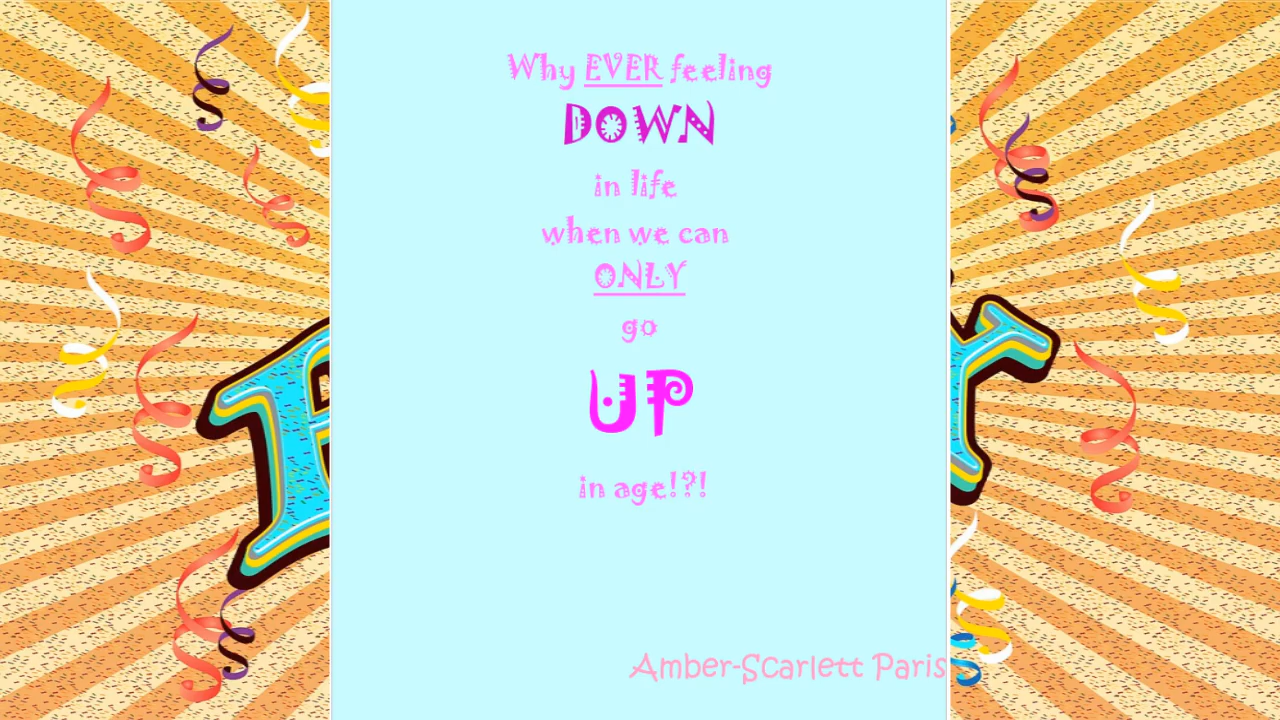 Why EVER feeling
DOWN
in life
when we can
ONLY
go
UP
in age!?!
Amber-Scarlett Paris